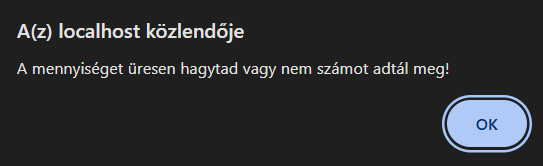 A(z) localhost közlendője
A mennyiséget üresen hagytad vagy nem számot adtál meg!
OK